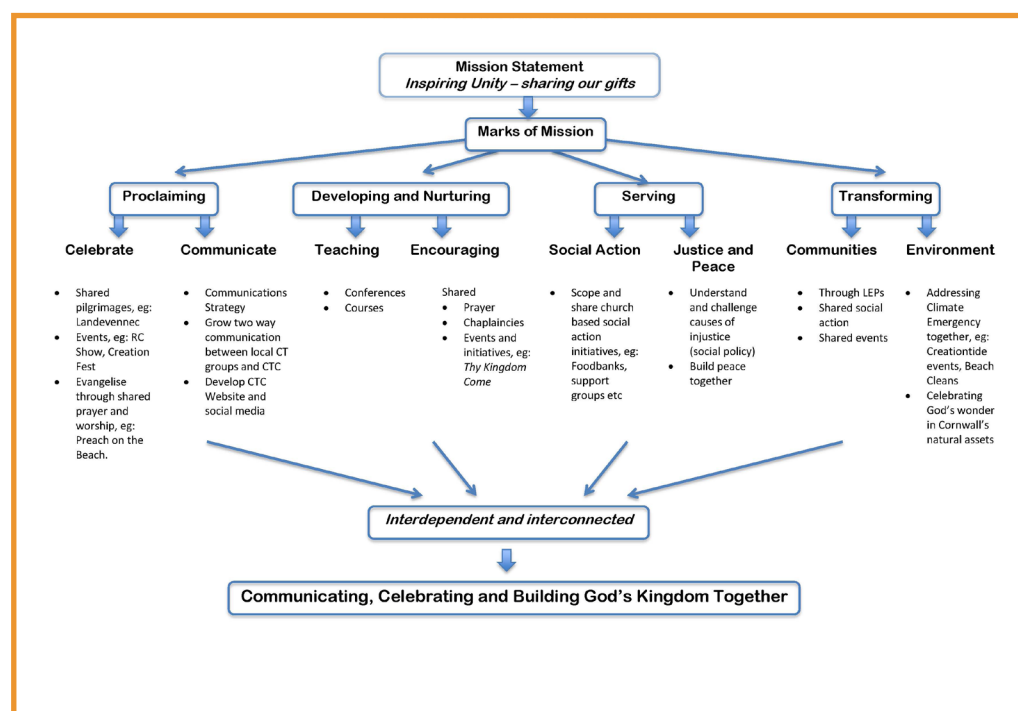 Mission Statement
Inspiring Unity – sharing our gifts
Marks of Mission
Proclaiming
Developing and Nurturing
Serving
Transforming
Celebrate
Communicate
Teaching
Encouraging
Social Action
Justice and
Peace
Communities
Environment
• Shared
pilgrimages, eg:
Landevennec
• Events, eg: RC
Show, Creation
Fest
• Evangelise
through shared
prayer and
worship, eg:
Preach on the
Beach.
• Communications
Strategy
• Grow two way
communication
between local CT
groups and CTC
• Develop CTC
Website and
social media
• Conferences
• Courses
Shared
• Prayer
• Chaplaincies
• Events and
initiatives, eg:
Thy Kingdom
Come
• Scope and
share church
based social
action
initiatives, eg:
Foodbanks,
support
groups etc
• Understand
and challenge
causes of
injustice
(social policy)
• Build peace
together
• Through LEPs
• Shared social
action
• Shared events
• Addressing
Climate
Emergency
together, eg:
Creationtide
events, Beach
Cleans
• Celebrating
God's wonder
in Cornwall's
natural assets
Interdependent and interconnected
Communicating, Celebrating and Building God's Kingdom Together